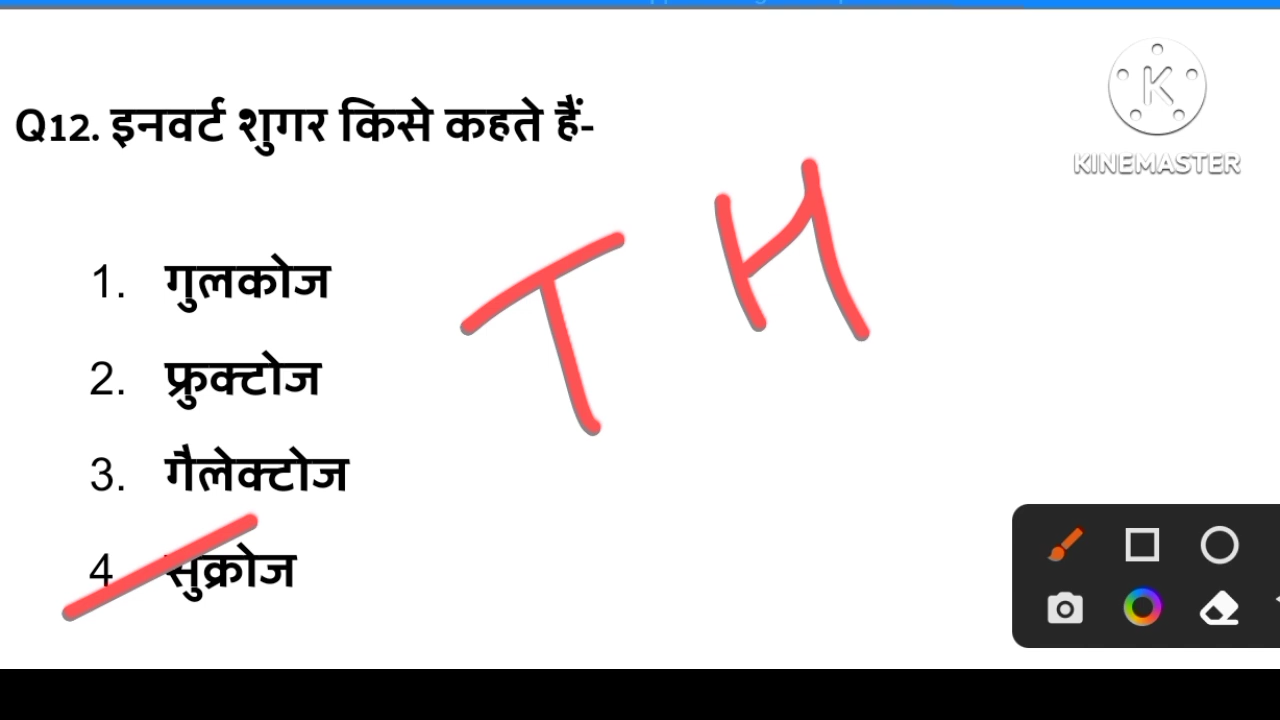 Q12. इनवर्ट शुगर किसे कहते हैं-
K
KINEMASTER
T H
1. गुलकोज
2. फ्रुक्टोज
3. गैलेक्टोज
4. सुक्रोज